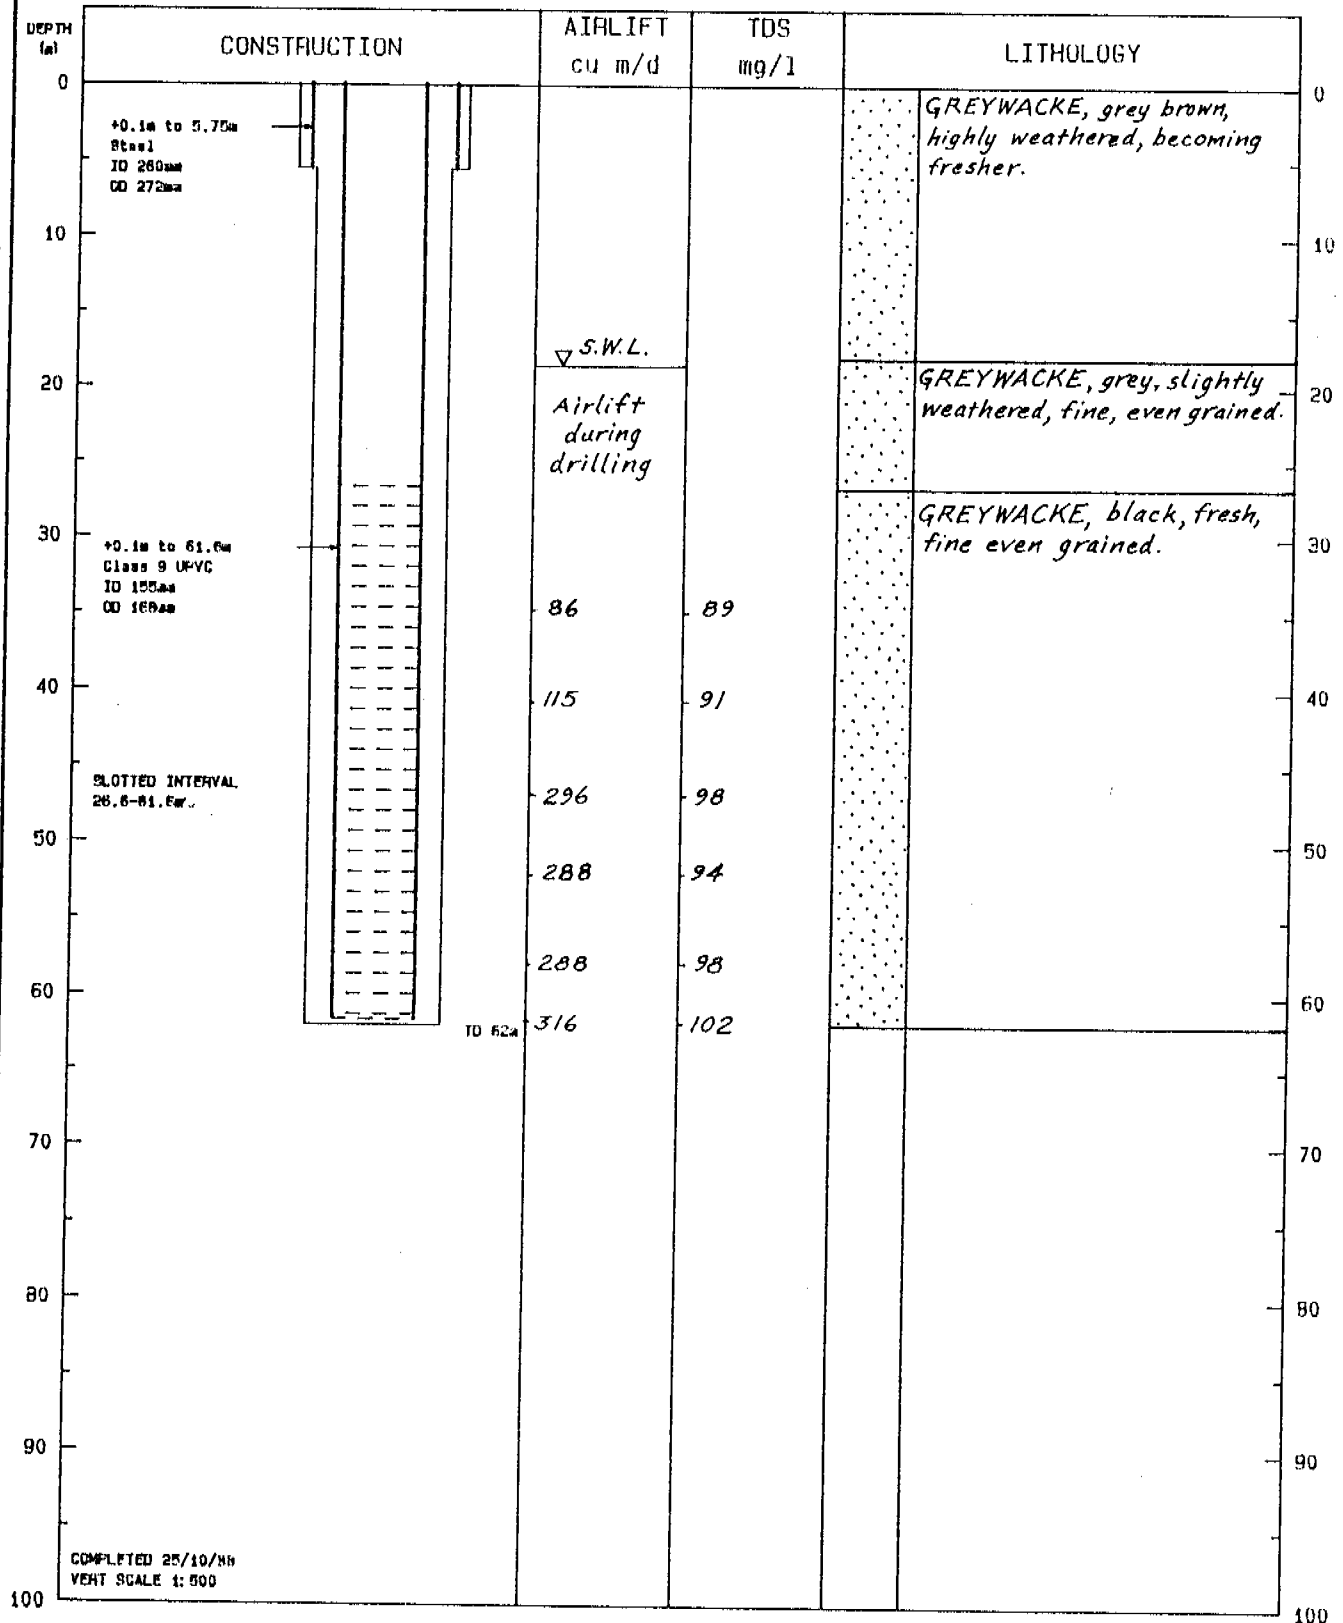 DEPTH
(m)
CONSTRUCTION
AIRLIFT
cu m/d
TDS
mg/l
LITHOLOGY
0
0
+0.1m to 5.75m
Steel
ID 260mm
OD 272mm
GREYWACKE, grey brown,
highly weathered, becoming
fresher.
10
10
S.W.L.
20
20
Airlift
during
drilling
GREYWACKE, grey, slightly
weathered, fine, even grained.
30
30
+0.1m to 61.6m
Class 9 UPVC
ID 155mm
OD 168mm
GREYWACKE, black, fresh,
fine even grained.
86
89
40
40
115
91
SLOTTED INTERVAL
26.6-61.6m.
296
98
50
50
288
94
288
98
60
60
TD 62m
316
102
70
70
80
80
90
90
COMPLETED 25/10/
VERT SCALE 1:500
100
100